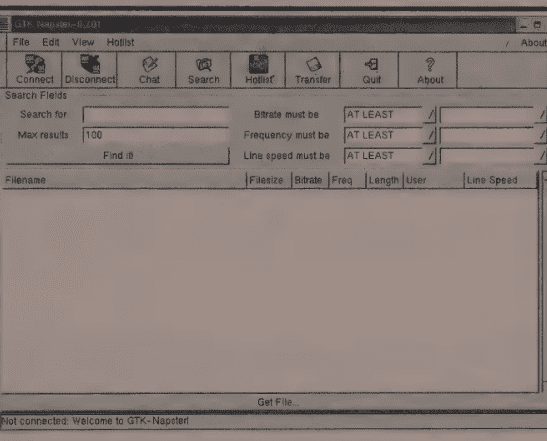 GTK Napster-0.201
File Edit View Hotlist About
Connect Disconnect Chat Search Hotlist Transfer Quit About
Search Fields
Search for Bitrate must be AT LEAST
Max results 100 Frequency must be AT LEAST
Find it! Line speed must be AT LEAST
Filename Filesize Bitrate Freq Length User Line Speed
Get File...
Not connected: Welcome to GTK-Napster!